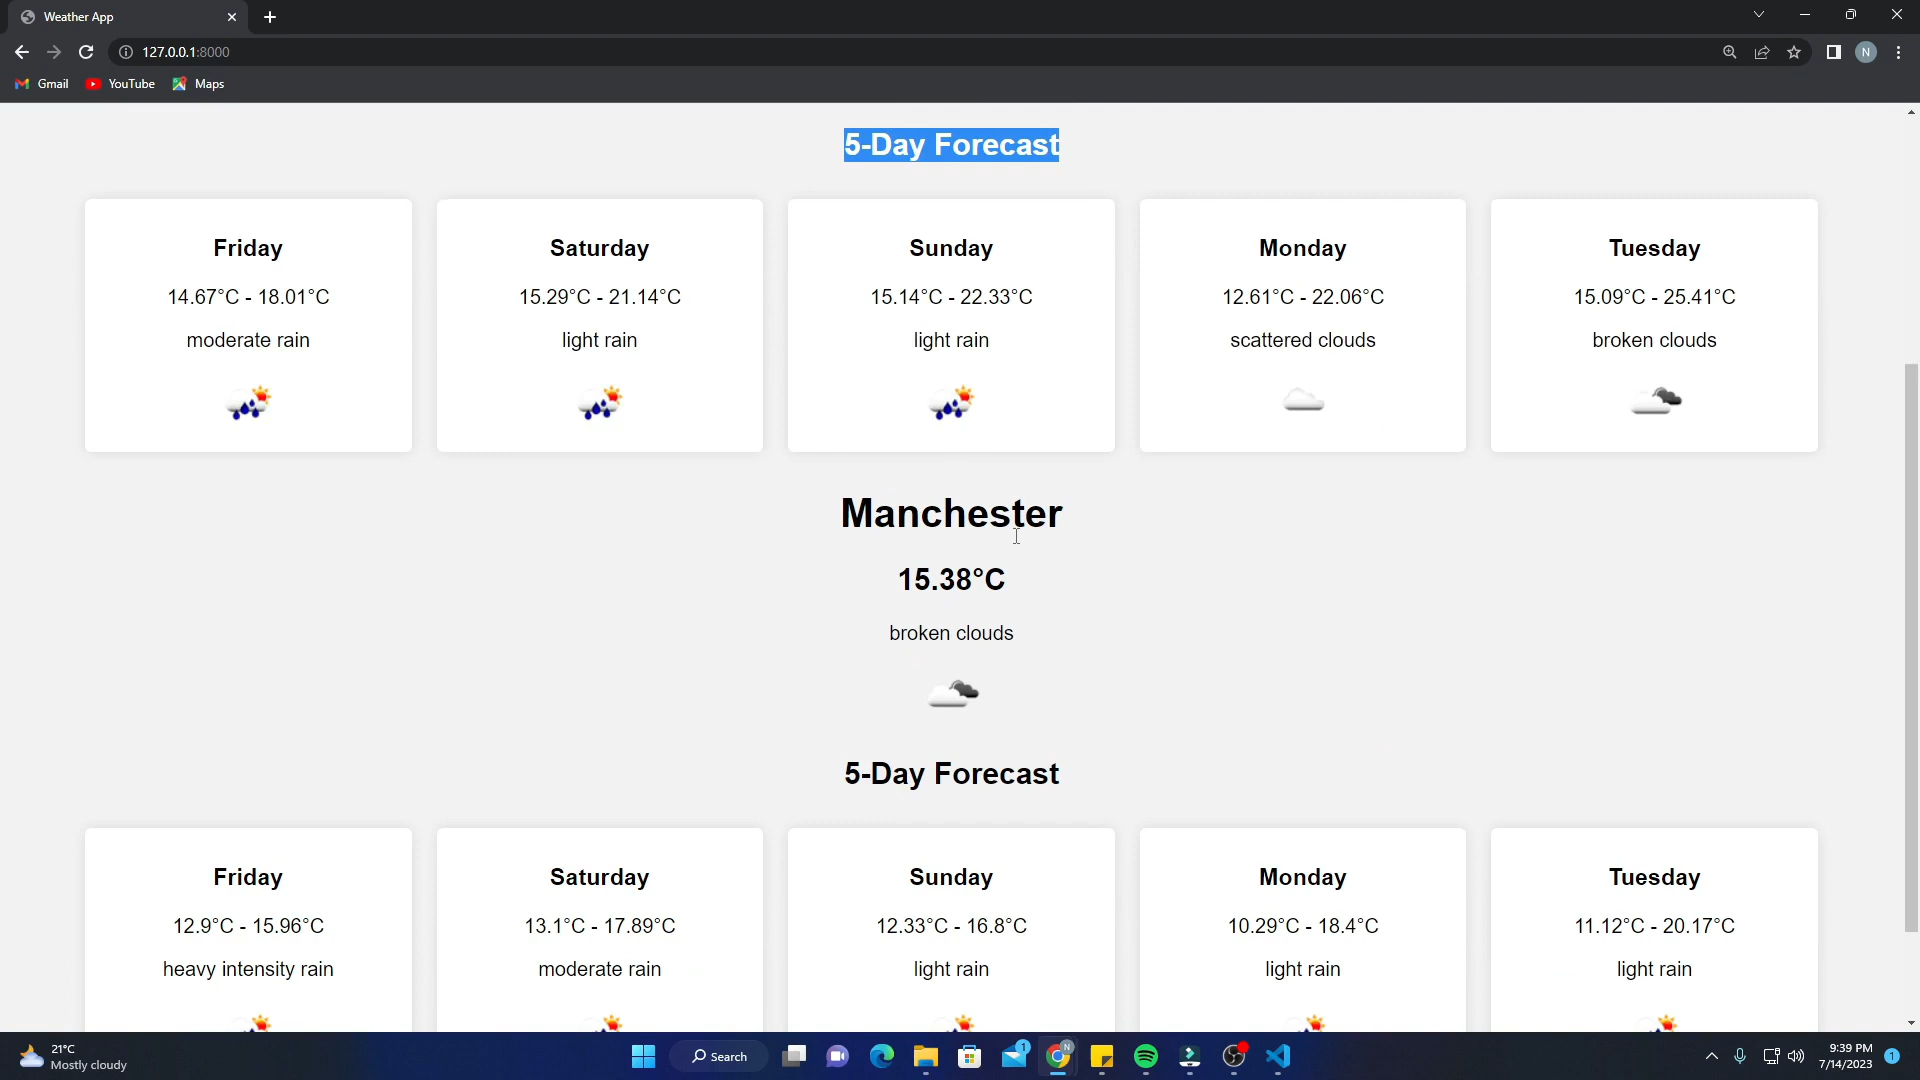 Weather App
127.0.0.1:8000
N
Gmail YouTube Maps
5-Day Forecast
Friday Saturday Sunday Monday Tuesday
14.67°C - 18.01°C 15.29°C - 21.14°C 15.14°C - 22.33°C 12.61°C - 22.06°C 15.09°C - 25.41°C
moderate rain light rain light rain scattered clouds broken clouds
Manchester
15.38°C
broken clouds
5-Day Forecast
Friday Saturday Sunday Monday Tuesday
12.9°C - 15.96°C 13.1°C - 17.89°C 12.33°C - 16.8°C 10.29°C - 18.4°C 11.12°C - 20.17°C
heavy intensity rain moderate rain light rain light rain light rain
21°C
Mostly cloudy
Search
1
N
9:39 PM
7/14/2023
1